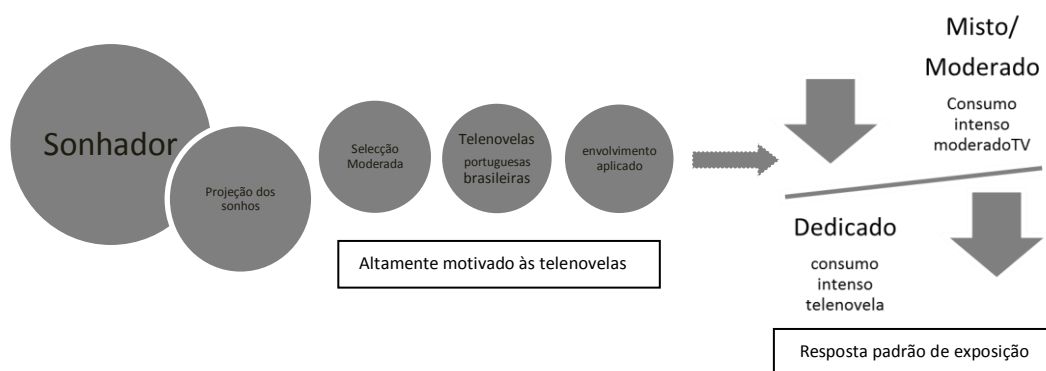 Sonhador
Projeção dos
sonhos
Selecção
Moderada
Telenovelas
portuguesas
brasileiras
envolvimento
aplicado
Altamente motivado às telenovelas
Misto/
Moderado
Consumo
intenso
moderadoTV
Dedicado
consumo
intenso
telenovela
Resposta padrão de exposição